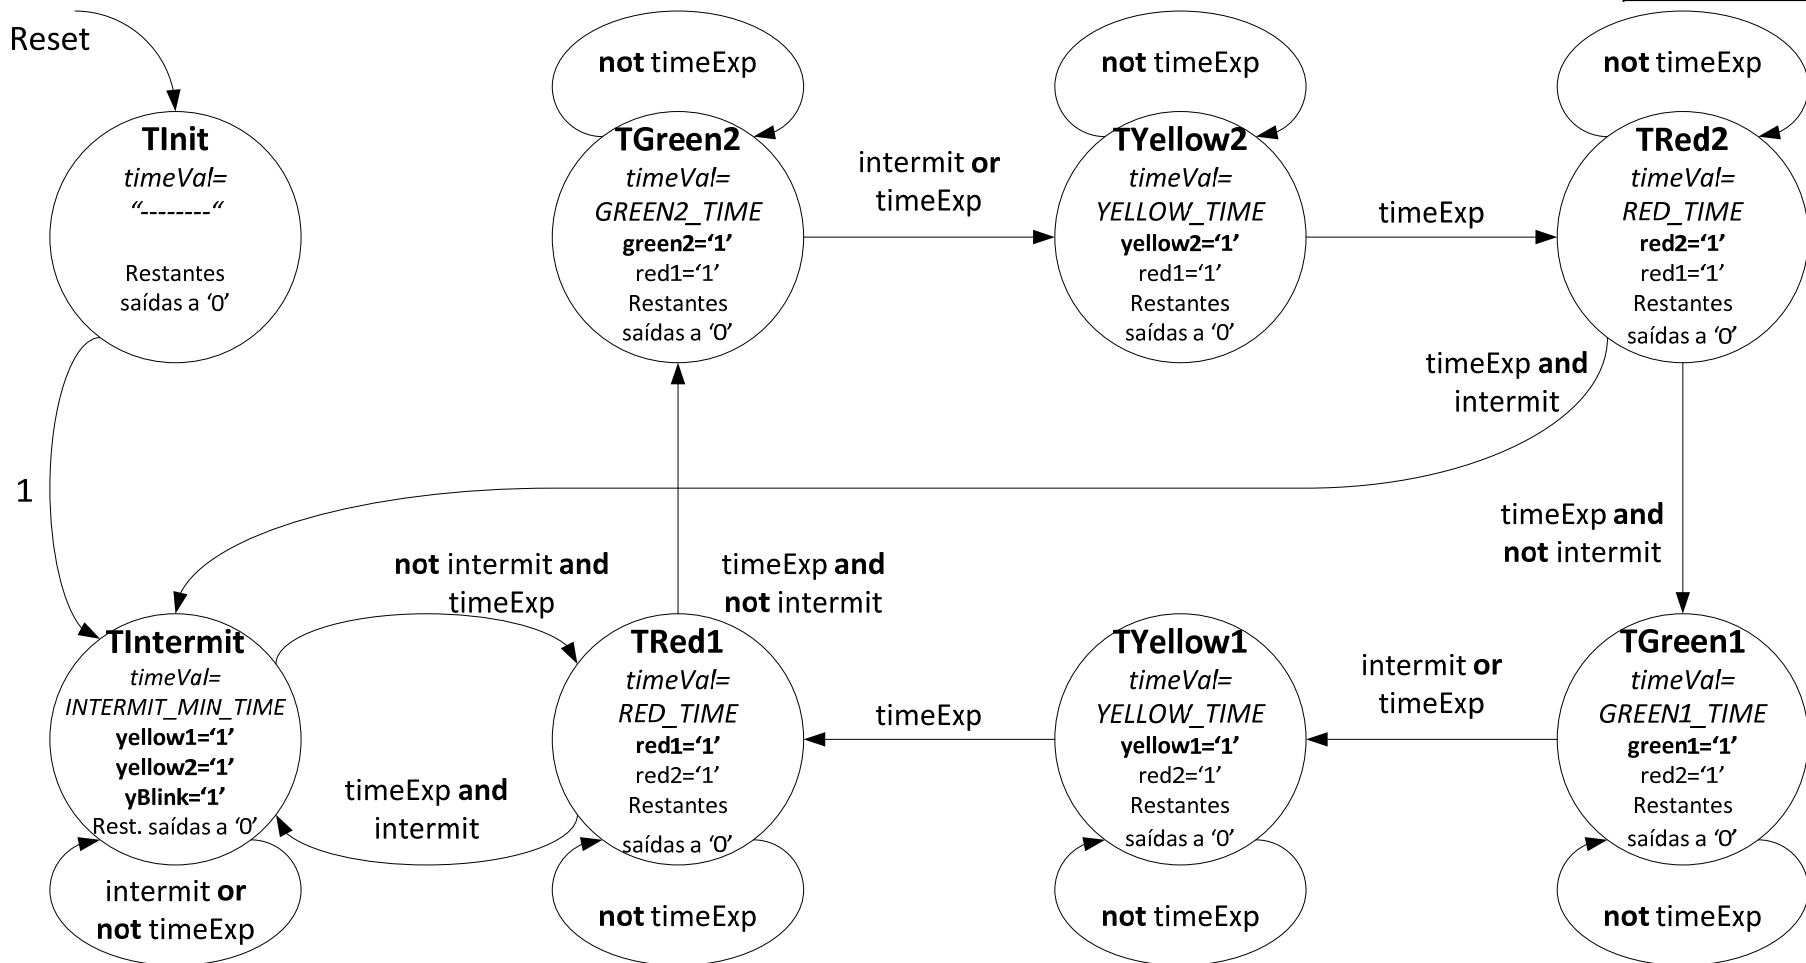 Reset
not timeExp
not timeExp
not timeExp
TInit
timeVal=
“--------“
Restantes
saídas a ‘0’
TGreen2
timeVal=
GREEN2_TIME
green2=‘1’
red1=‘1’
Restantes
saídas a ‘0’
intermit or
timeExp
TYellow2
timeVal=
YELLOW_TIME
yellow2=‘1’
red1=‘1’
Restantes
saídas a ‘0’
timeExp
TRed2
timeVal=
RED_TIME
red2=‘1’
red1=‘1’
Restantes
saídas a ‘0’
timeExp and
intermit
1
timeExp and
not intermit
not intermit and
timeExp
timeExp and
not intermit
TIntermit
timeVal=
INTERMIT_MIN_TIME
yellow1=‘1’
yellow2=‘1’
yBlink=‘1’
Rest. saídas a ‘0’
timeExp and
intermit
TRed1
timeVal=
RED_TIME
red1=‘1’
red2=‘1’
Restantes
saídas a ‘0’
timeExp
TYellow1
timeVal=
YELLOW_TIME
yellow1=‘1’
red2=‘1’
Restantes
saídas a ‘0’
intermit or
timeExp
TGreen1
timeVal=
GREEN1_TIME
green1=‘1’
red2=‘1’
Restantes
saídas a ‘0’
intermit or
not timeExp
not timeExp
not timeExp
not timeExp